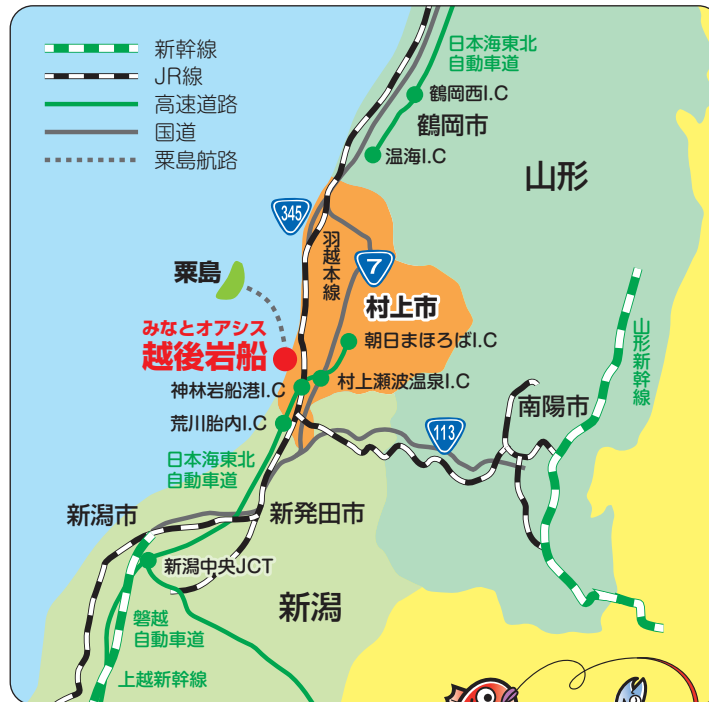 新幹線
JR線
高速道路
国道
粟島航路
日本海東北
自動車道
鶴岡西I.C
鶴岡市
温海I.C
山形
345
羽越本線
7
粟島
村上市
みなとオアシス
越後岩船
朝日まほろばI.C
神林岩船港I.C
村上瀬波温泉I.C
山形新幹線
荒川胎内I.C
南陽市
113
日本海東北
自動車道
新潟市
新発田市
新潟中央JCT
新潟
磐越
自動車道
上越新幹線